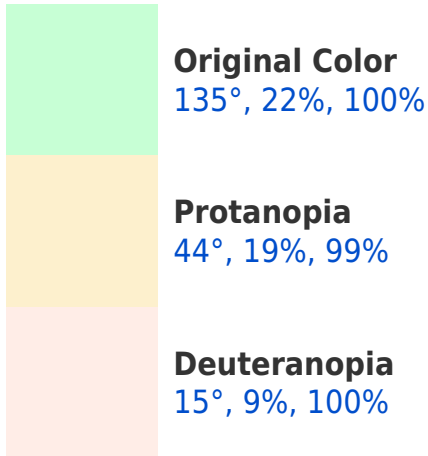 Original Color
135°, 22%, 100%
Protanopia
44°, 19%, 99%
Deuteranopia
15°, 9%, 100%